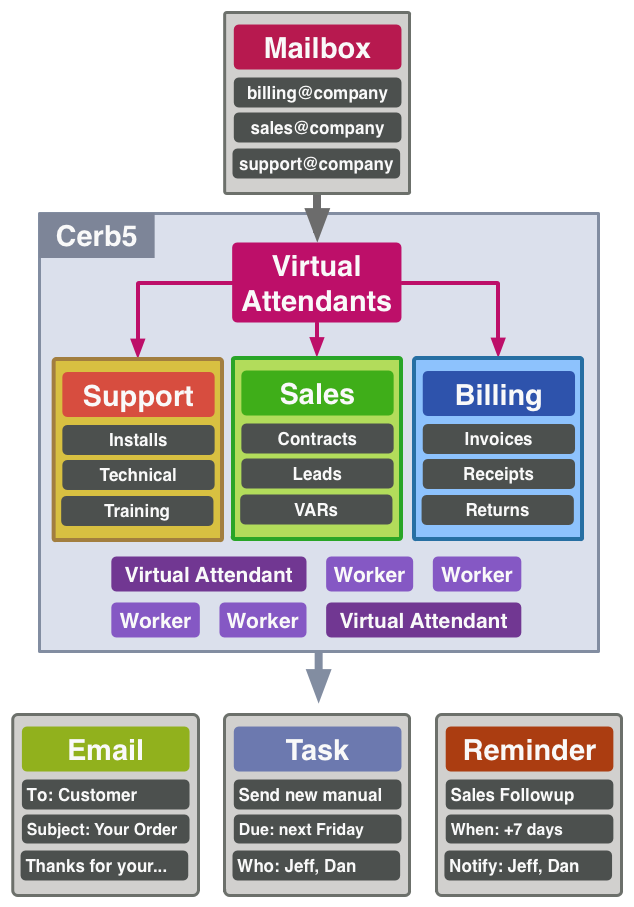 Mailbox
billing@company
sales@company
support@company
Cerb5
Virtual
Attendants
Support
Installs
Technical
Training
Sales
Contracts
Leads
VARs
Billing
Invoices
Receipts
Returns
Virtual Attendant
Worker
Worker
Worker
Worker
Virtual Attendant
Email
To: Customer
Subject: Your Order
Thanks for your...
Task
Send new manual
Due: next Friday
Who: Jeff, Dan
Reminder
Sales Followup
When: +7 days
Notify: Jeff, Dan